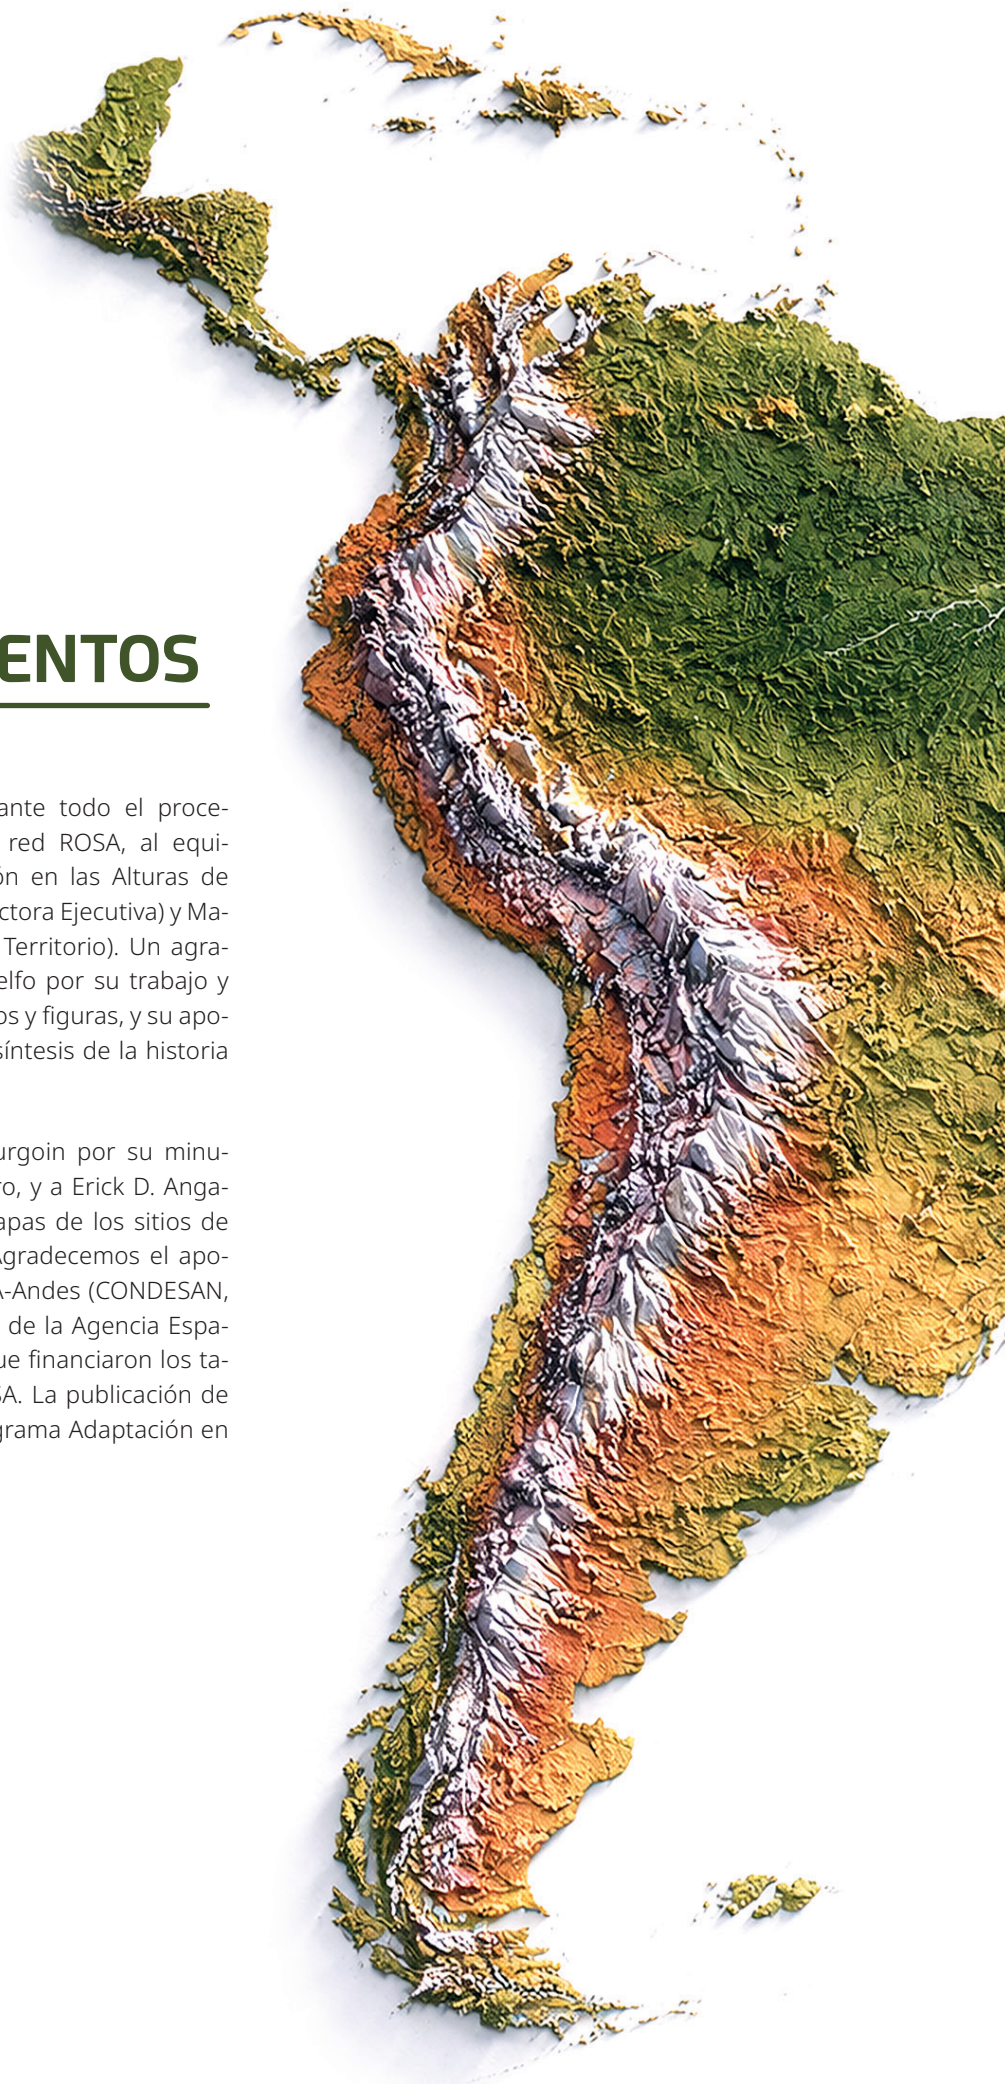 ENTOS
ante todo el proce-
red ROSA, al equi-
ón en las Alturas de
ctora Ejecutiva) y Ma-
Territorio). Un agra-
elfo por su trabajo y
os y figuras, y su apo-
síntesis de la historia
urgoin por su minu-
ro, y a Erick D. Anga-
apas de los sitios de
Agradecemos el apo-
A-Andes (CONDESAN,
de la Agencia Espa-
ue financiaron los ta-
SA. La publicación de
grama Adaptación en